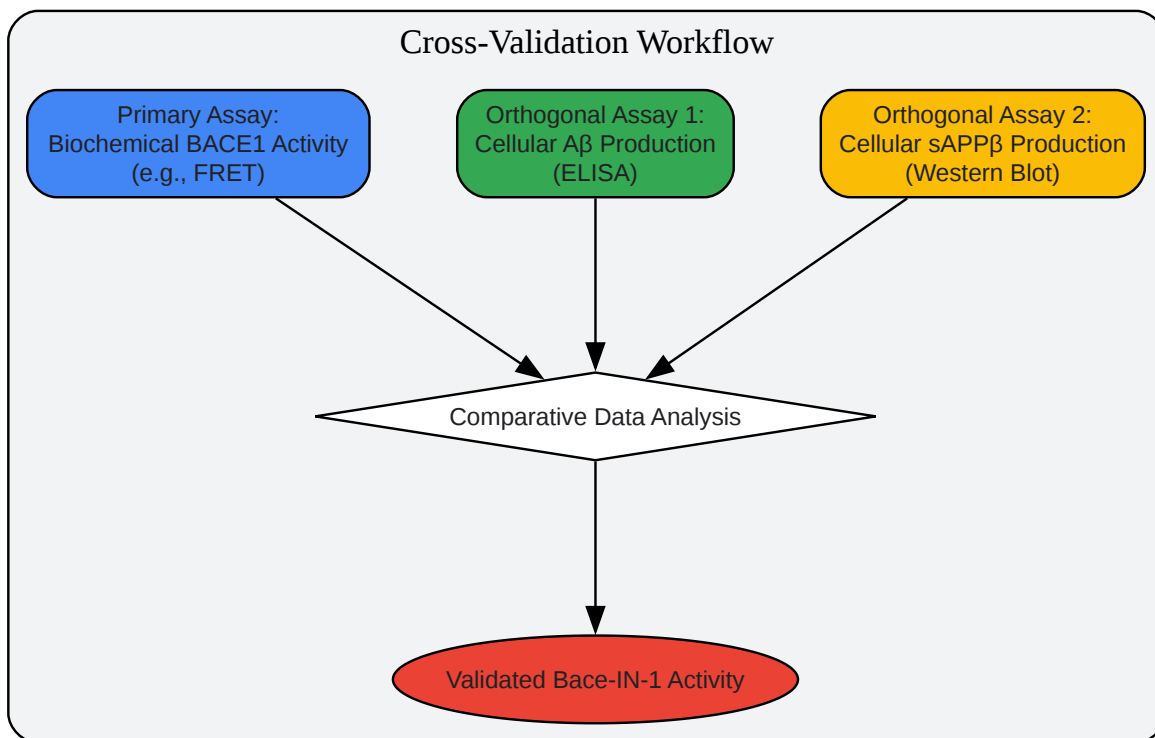 Cross-Validation Workflow
Primary Assay:
Biochemical BACE1 Activity
(e.g., FRET)
Orthogonal Assay 1:
Cellular Aβ Production
(ELISA)
Orthogonal Assay 2:
Cellular sAPPβ Production
(Western Blot)
Comparative Data Analysis
Validated Bace-IN-1 Activity